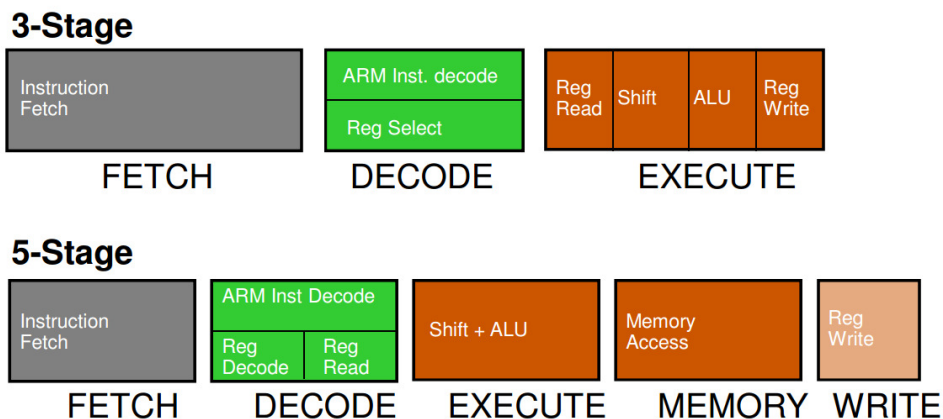 3-Stage
Instruction
Fetch
ARM Inst. decode
Reg Select
Reg
Read
Shift
ALU
Reg
Write
FETCH
DECODE
EXECUTE
5-Stage
Instruction
Fetch
ARM Inst Decode
Reg
Decode
Reg
Read
Shift + ALU
Memory
Access
Reg
Write
FETCH
DECODE
EXECUTE
MEMORY
WRITE